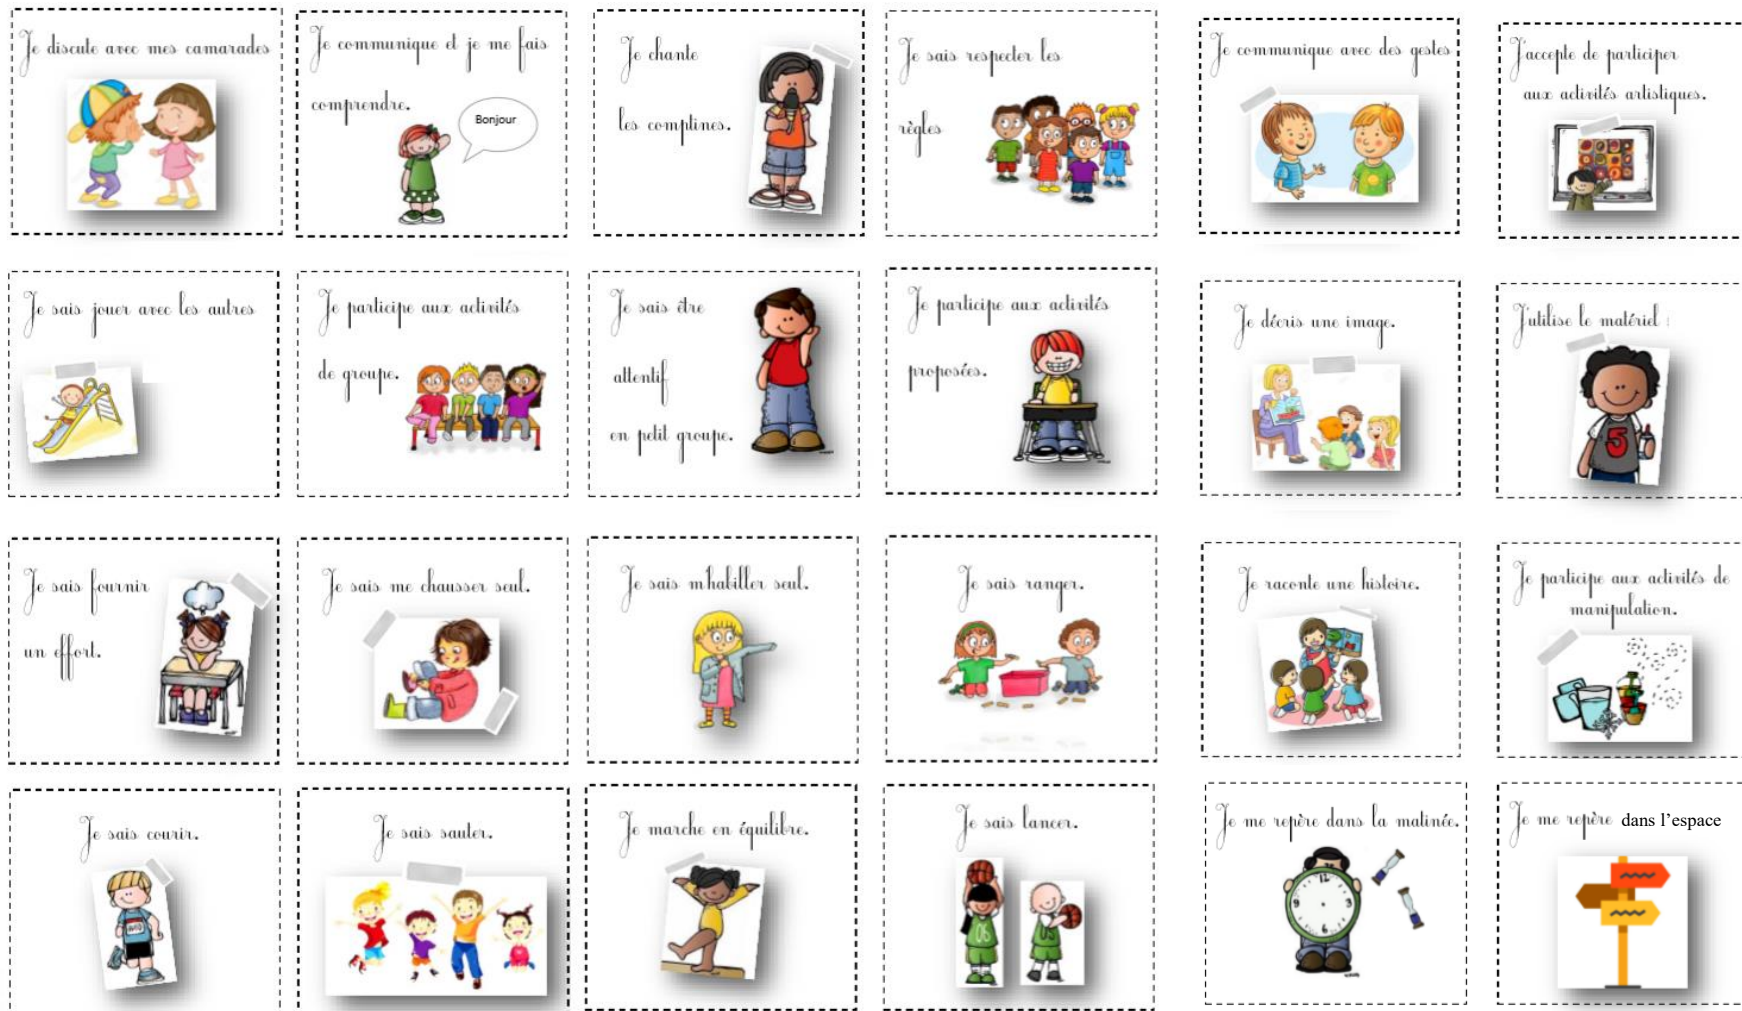 Je discute avec mes camarades
Je communique et je me fais
comprendre.
Bonjour
Je chante
les comptines.
Je sais respecter les
règles
Je communique avec des gestes
J'accepte de participer
aux activités artistiques.
Je sais jouer avec les autres
Je participe aux activités
de groupe.
Je sais être
attentif
en petit groupe.
Je participe aux activités
proposées.
Je décris une image.
J'utilise le matériel :
5
Je sais fournir
un effort.
Je sais me chausser seul.
Je sais m'habiller seul.
Je sais ranger.
Je raconte une histoire.
Je participe aux activités de
manipulation.
Je sais courir.
Je sais sauter.
Je marche en équilibre.
Je sais lancer.
06
Je me repère dans la matinée.
12
3
6
9
Je me repère dans l'espace